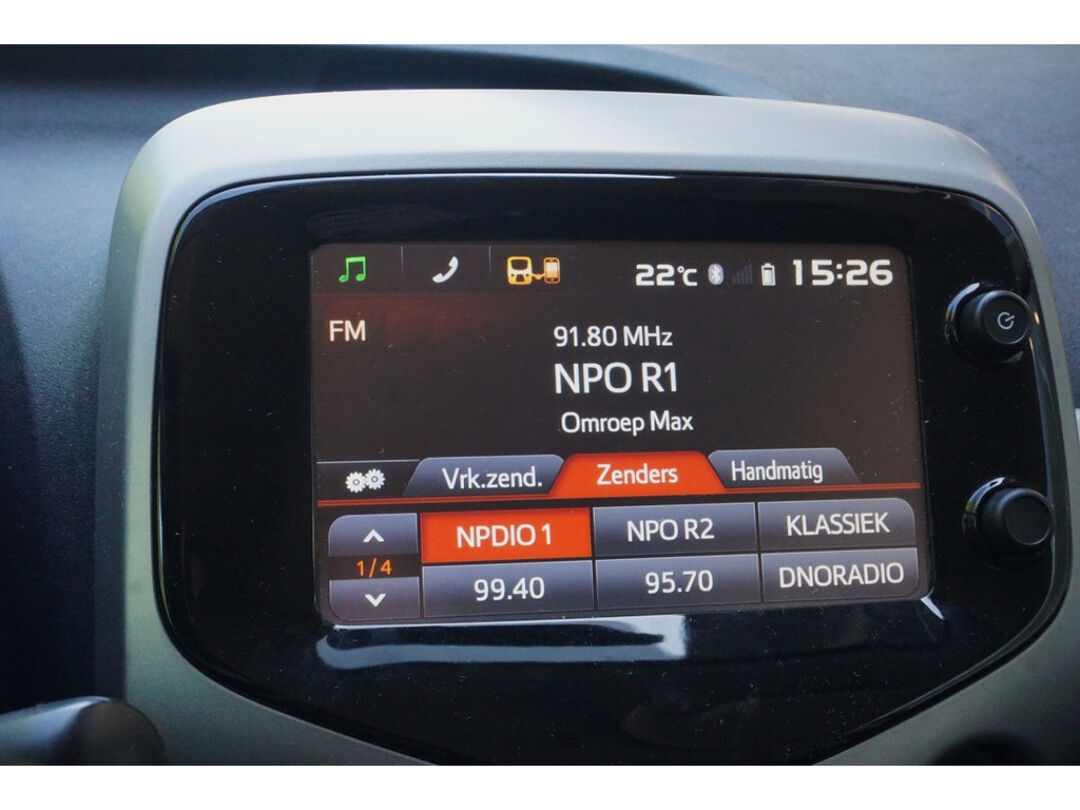 22°C 15:26
FM
91.80 MHz
NPO R1
Omroep Max
Vrk.zend. Zenders Handmatig
NPDIO 1 NPO R2 KLASSIEK
1/4
99.40 95.70 DNORADIO